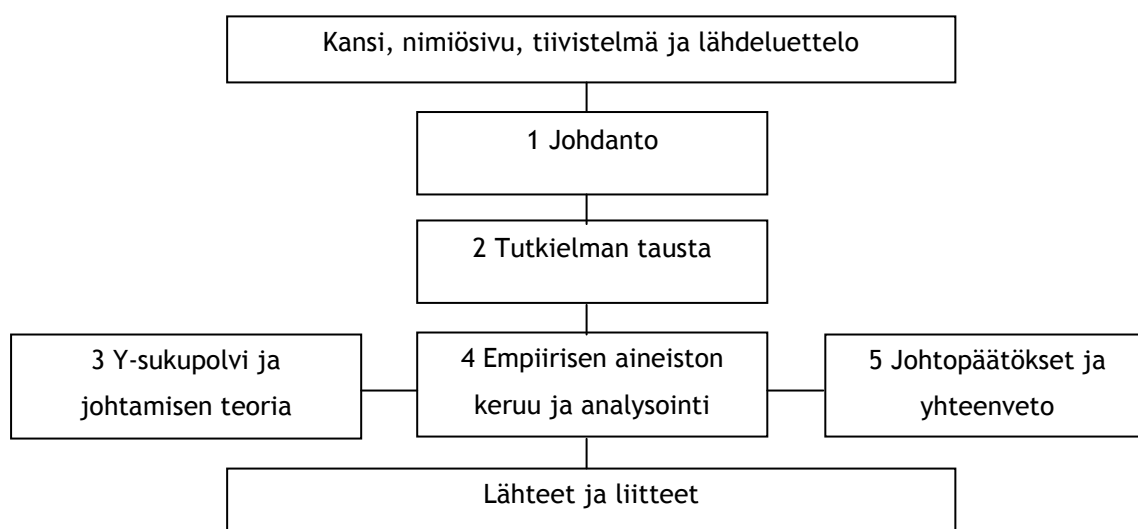 Kansi, nimiösivu, tiivistelmä ja lähdeluettelo
1 Johdanto
2 Tutkielman tausta
3 Y-sukupolvi ja
johtamisen teoria
4 Empiirisen aineiston
keruu ja analysointi
5 Johtopäätökset ja
yhteenveto
Lähteet ja liitteet